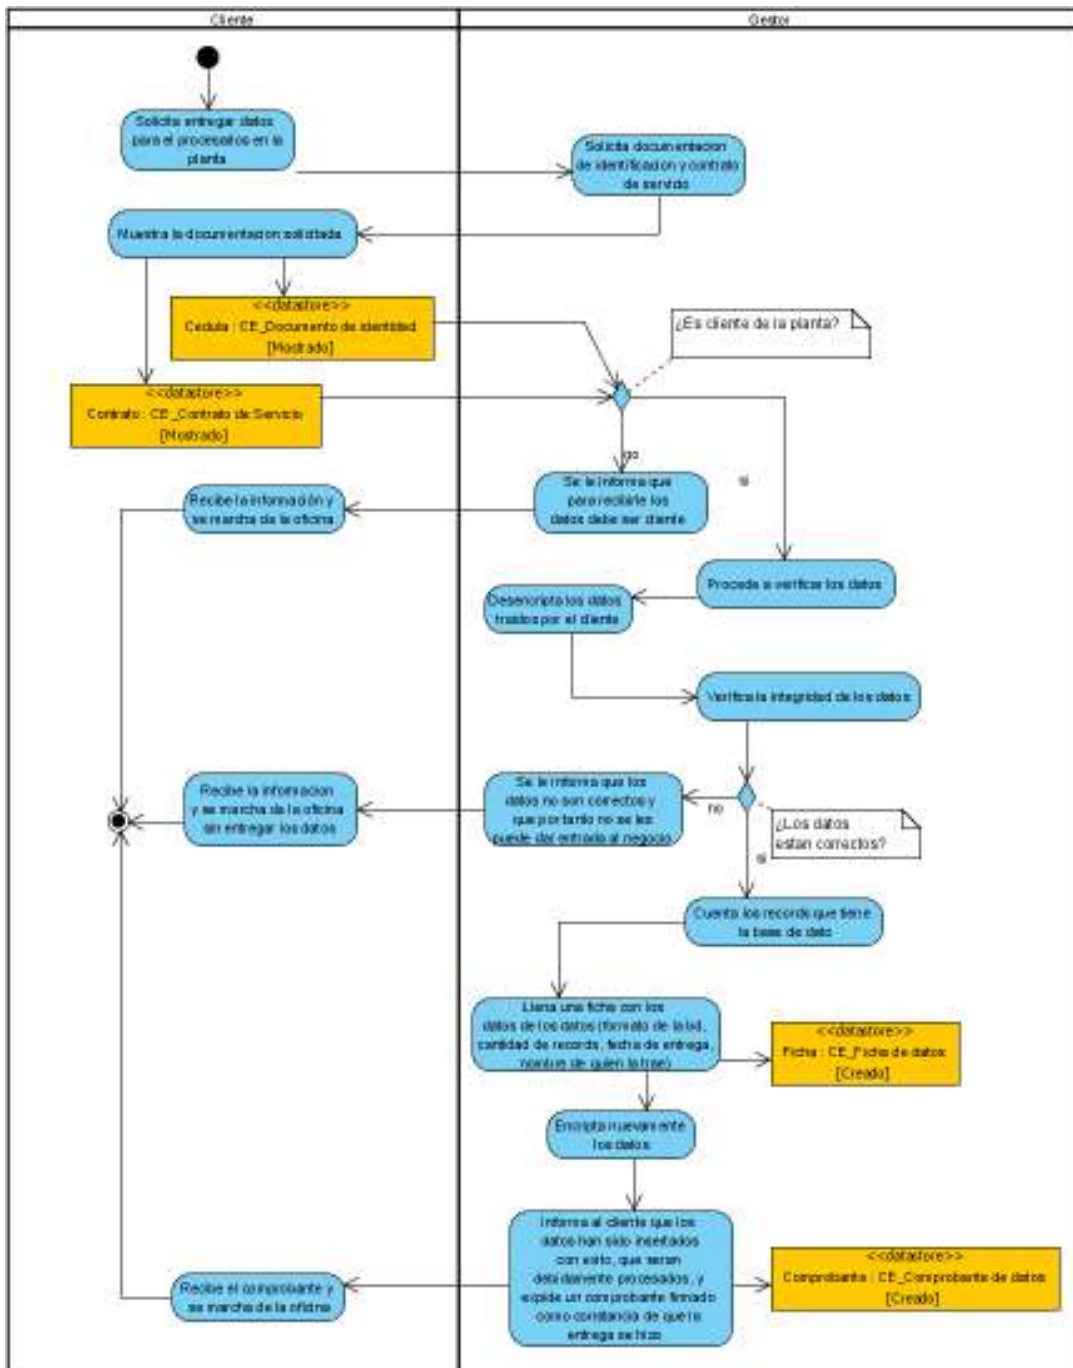 Cliente
Gestor
Solicita entregar datos
para el procesarlos en la
planta
Solicita documentacion
de identificacion y contrato
de servicio
Muestra la documentacion solicitada
<<datastore>>
Cedula : CE_Documento de identidad
[Mostrado]
¿Es cliente de la planta?
<<datastore>>
Contrato : CE_Contrato de Servicio
[Mostrado]
no
si
Se le informa que
para recibirle los
datos debe ser cliente
Recibe la información y
se marcha de la oficina
Procede a verificar los datos
Desencripta los datos
traidos por el cliente
Verifica la integridad de los datos
Recibe la informacion
y se marcha de la oficina
sin entregar los datos
Se le informa que los
datos no son correctos y
que por tanto no se les
puede dar entrada al negocio
no
¿Los datos
estan correctos?
si
Cuenta los records que tiene
la base de dato
Llena una ficha con los
datos de los datos (formato de la bd,
cantidad de records, fecha de entrega,
nombre de quien la trae)
<<datastore>>
Ficha : CE_Ficha de datos
[Creado]
Encripta nuevamente
los datos
Informa al cliente que los
datos han sido insertados
con exito, que seran
debidamente procesados, y
expide un comprobante firmado
como constancia de que la
entrega se hizo
<<datastore>>
Comprobante : CE_Comprobante de datos
[Creado]
Recibe el comprobante y
se marcha de la oficina